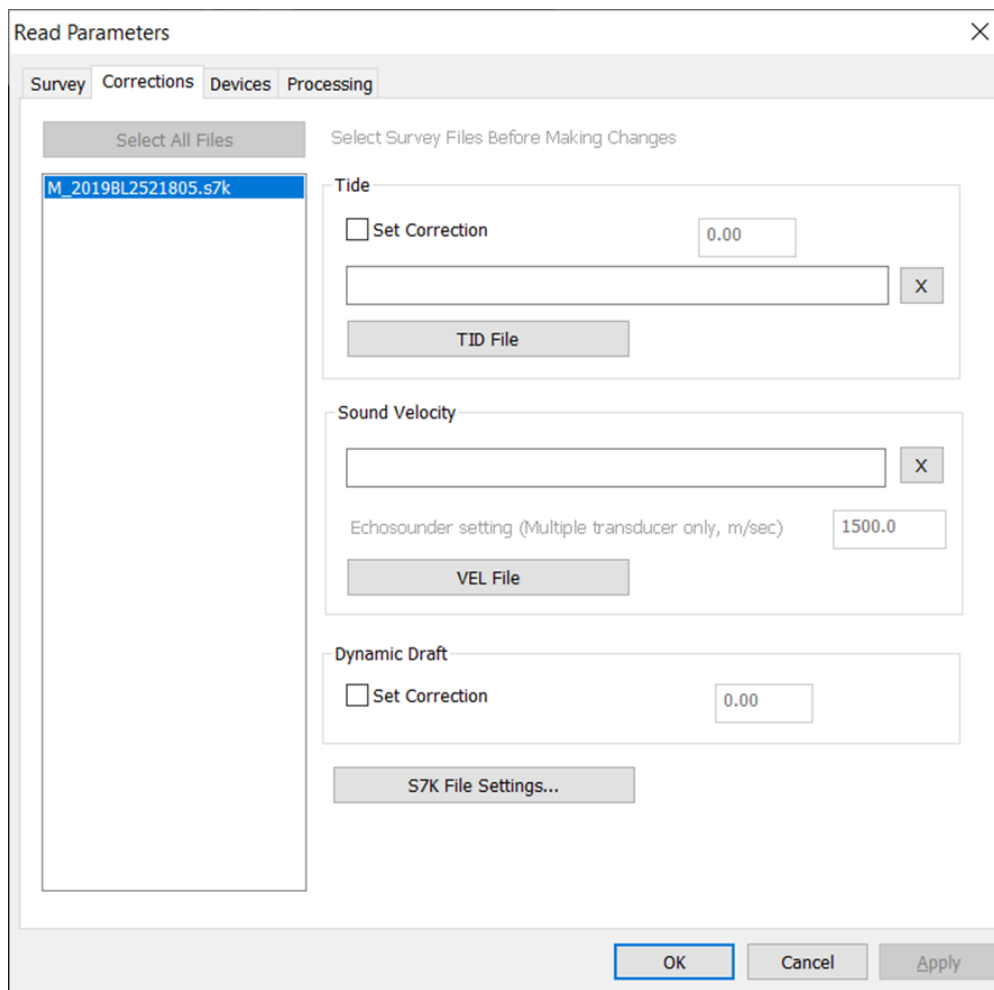 Read Parameters
Survey Corrections Devices Processing
Select All Files
Select Survey Files Before Making Changes
M_2019BL2521805.s7k
Tide
Set Correction
0.00
X
TID File
Sound Velocity
X
Echosounder setting (Multiple transducer only, m/sec)
1500.0
VEL File
Dynamic Draft
Set Correction
0.00
S7K File Settings...
OK Cancel Apply